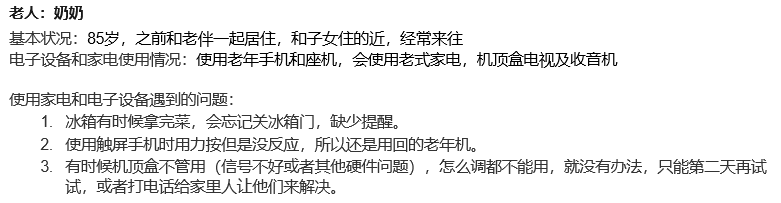 老人：奶奶
基本状况：85岁，之前和老伴一起居住，和子女住的近，经常来往
电子设备和家电使用情况：使用老年手机和座机，会使用老式家电，机顶盒电视及收音机
使用家电和电子设备遇到的问题：
1. 冰箱有时候拿完菜，会忘记关冰箱门，缺少提醒。
2. 使用触屏手机时用力按但是没反应，所以还是用回的老年机。
3. 有时候机顶盒不管用（信号不好或者其他硬件问题），怎么调都不能用，就没有办法，只能第二天再试
试，或者打电话给家里人让他们来解决。